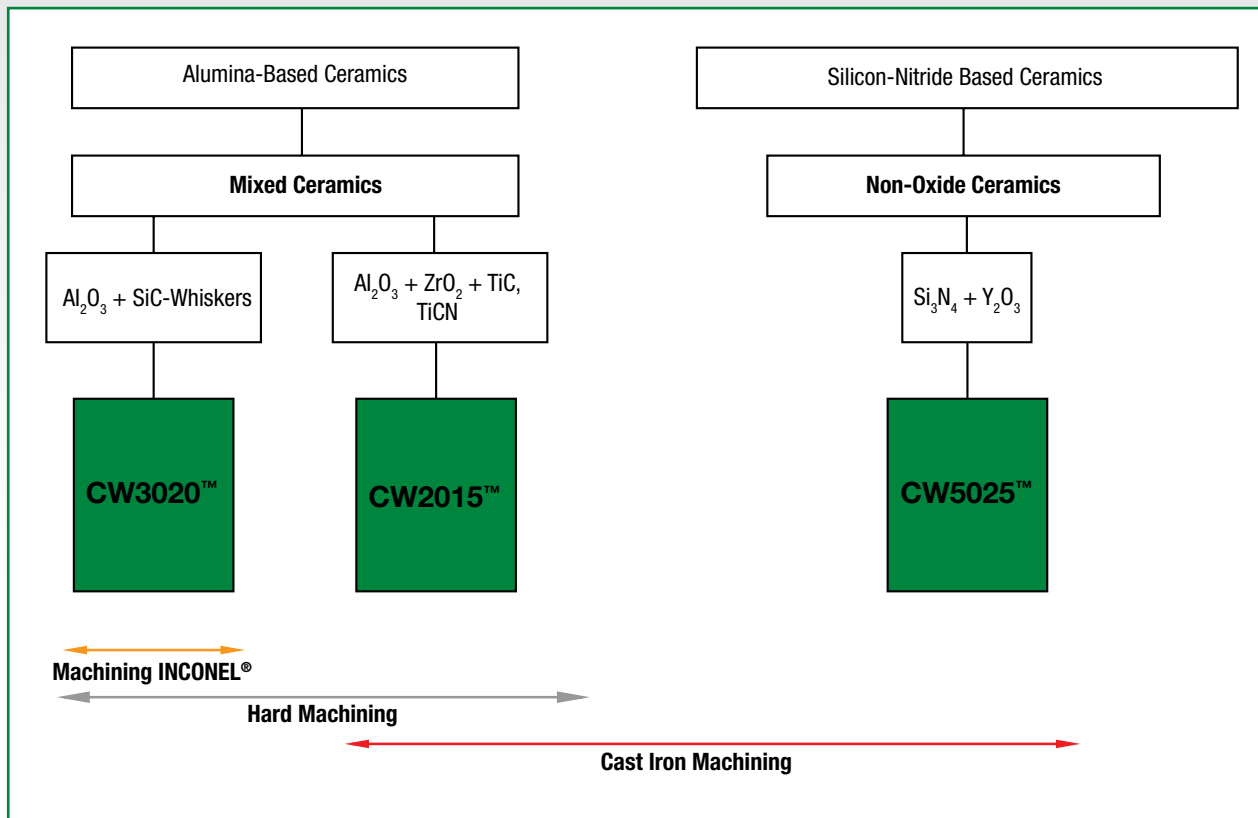 Alumina-Based Ceramics
Silicon-Nitride Based Ceramics
Mixed Ceramics
Non-Oxide Ceramics
Al₂O₃ + SiC-Whiskers
Al₂O₃ + ZrO₂ + TiC,
TiCN
Si₃N₄ + Y₂O₃
CW3020™
CW2015™
CW5025™
Machining INCONEL®
Hard Machining
Cast Iron Machining